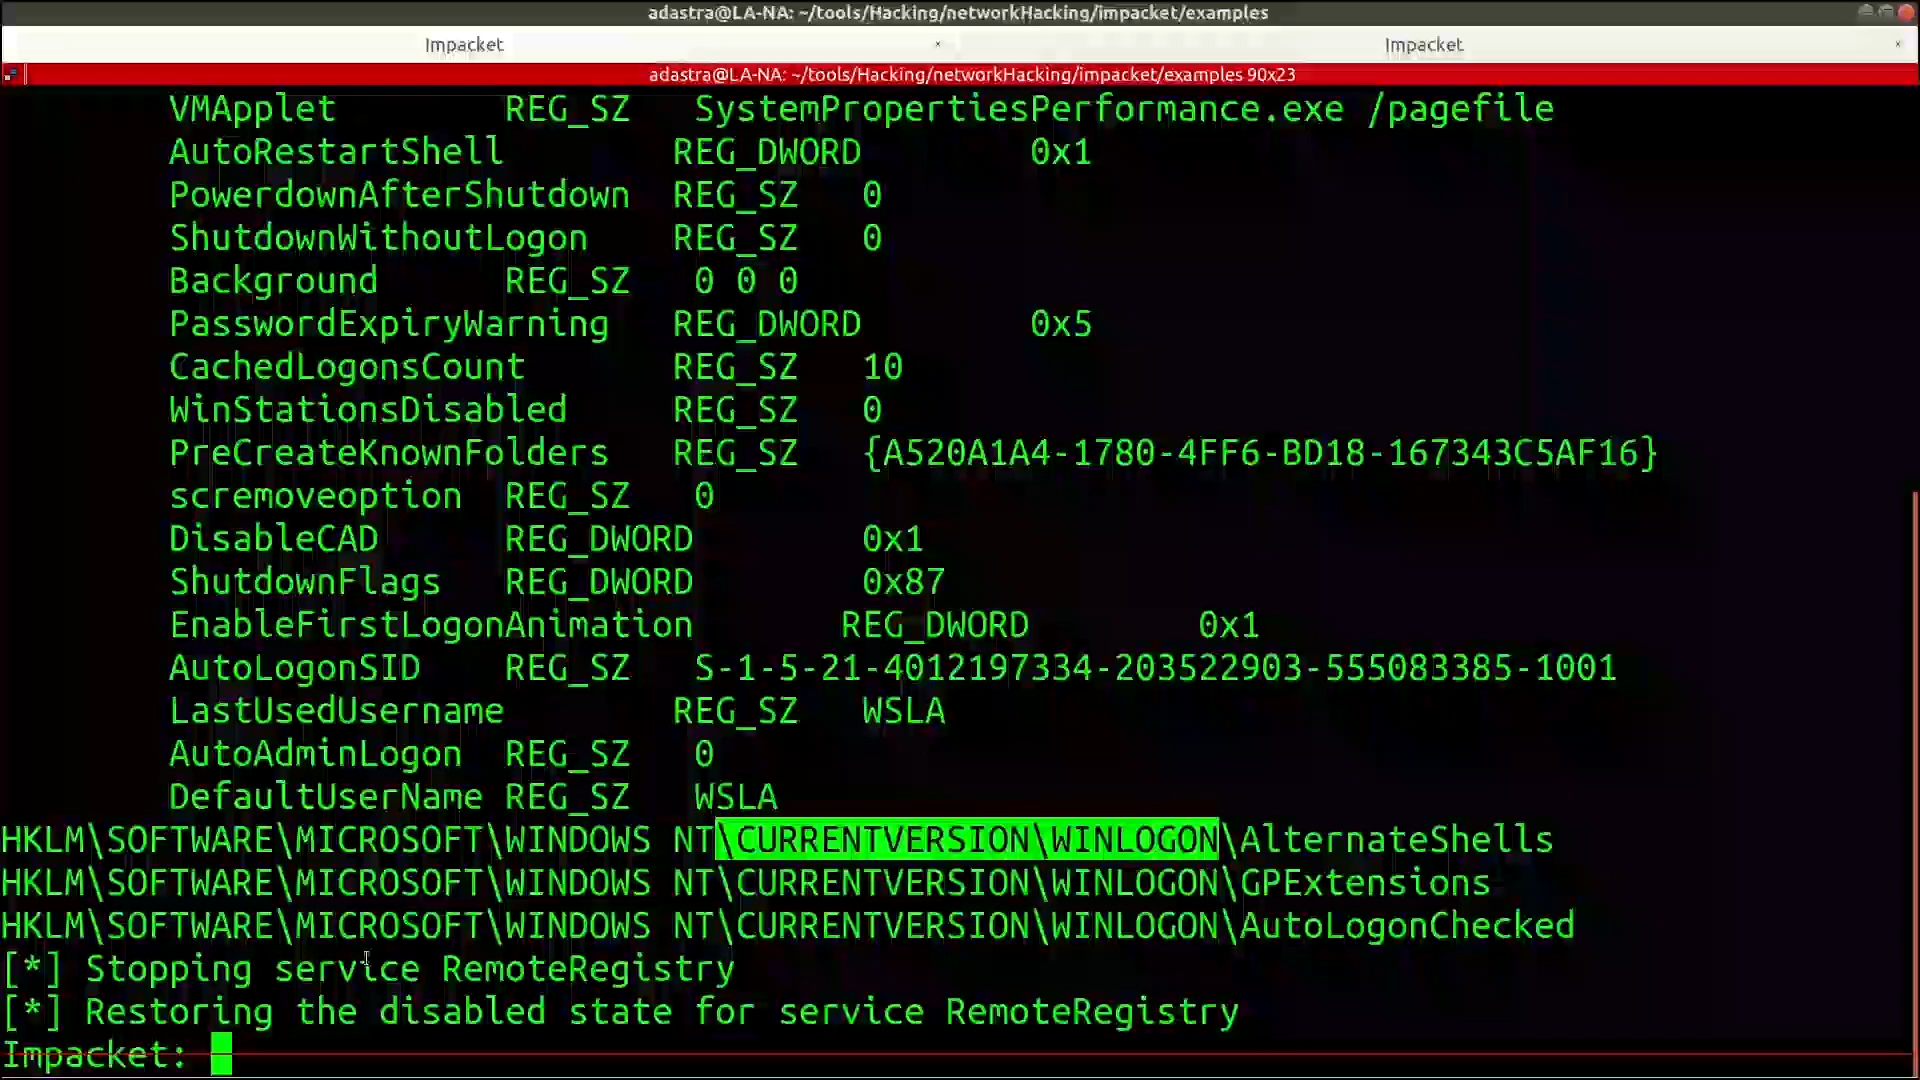 adastra@LA-NA: ~/tools/Hacking/networkHacking/impacket/examples
Impacket × Impacket ×
adastra@LA-NA: ~/tools/Hacking/networkHacking/impacket/examples 90x23
VMApplet REG_SZ SystemPropertiesPerformance.exe /pagefile
AutoRestartShell REG_DWORD 0x1
PowerdownAfterShutdown REG_SZ 0
ShutdownWithoutLogon REG_SZ 0
Background REG_SZ 0 0 0
PasswordExpiryWarning REG_DWORD 0x5
CachedLogonsCount REG_SZ 10
WinStationsDisabled REG_SZ 0
PreCreateKnownFolders REG_SZ {A520A1A4-1780-4FF6-BD18-167343C5AF16}
scremoveoption REG_SZ 0
DisableCAD REG_DWORD 0x1
ShutdownFlags REG_DWORD 0x87
EnableFirstLogonAnimation REG_DWORD 0x1
AutoLogonSID REG_SZ S-1-5-21-4012197334-203522903-555083385-1001
LastUsedUsername REG_SZ WSLA
AutoAdminLogon REG_SZ 0
DefaultUserName REG_SZ WSLA
HKLM\SOFTWARE\MICROSOFT\WINDOWS NT\CURRENTVERSION\WINLOGON\AlternateShells
HKLM\SOFTWARE\MICROSOFT\WINDOWS NT\CURRENTVERSION\WINLOGON\GPExtensions
HKLM\SOFTWARE\MICROSOFT\WINDOWS NT\CURRENTVERSION\WINLOGON\AutoLogonChecked
[*] Stopping service RemoteRegistry
[*] Restoring the disabled state for service RemoteRegistry
Impacket: